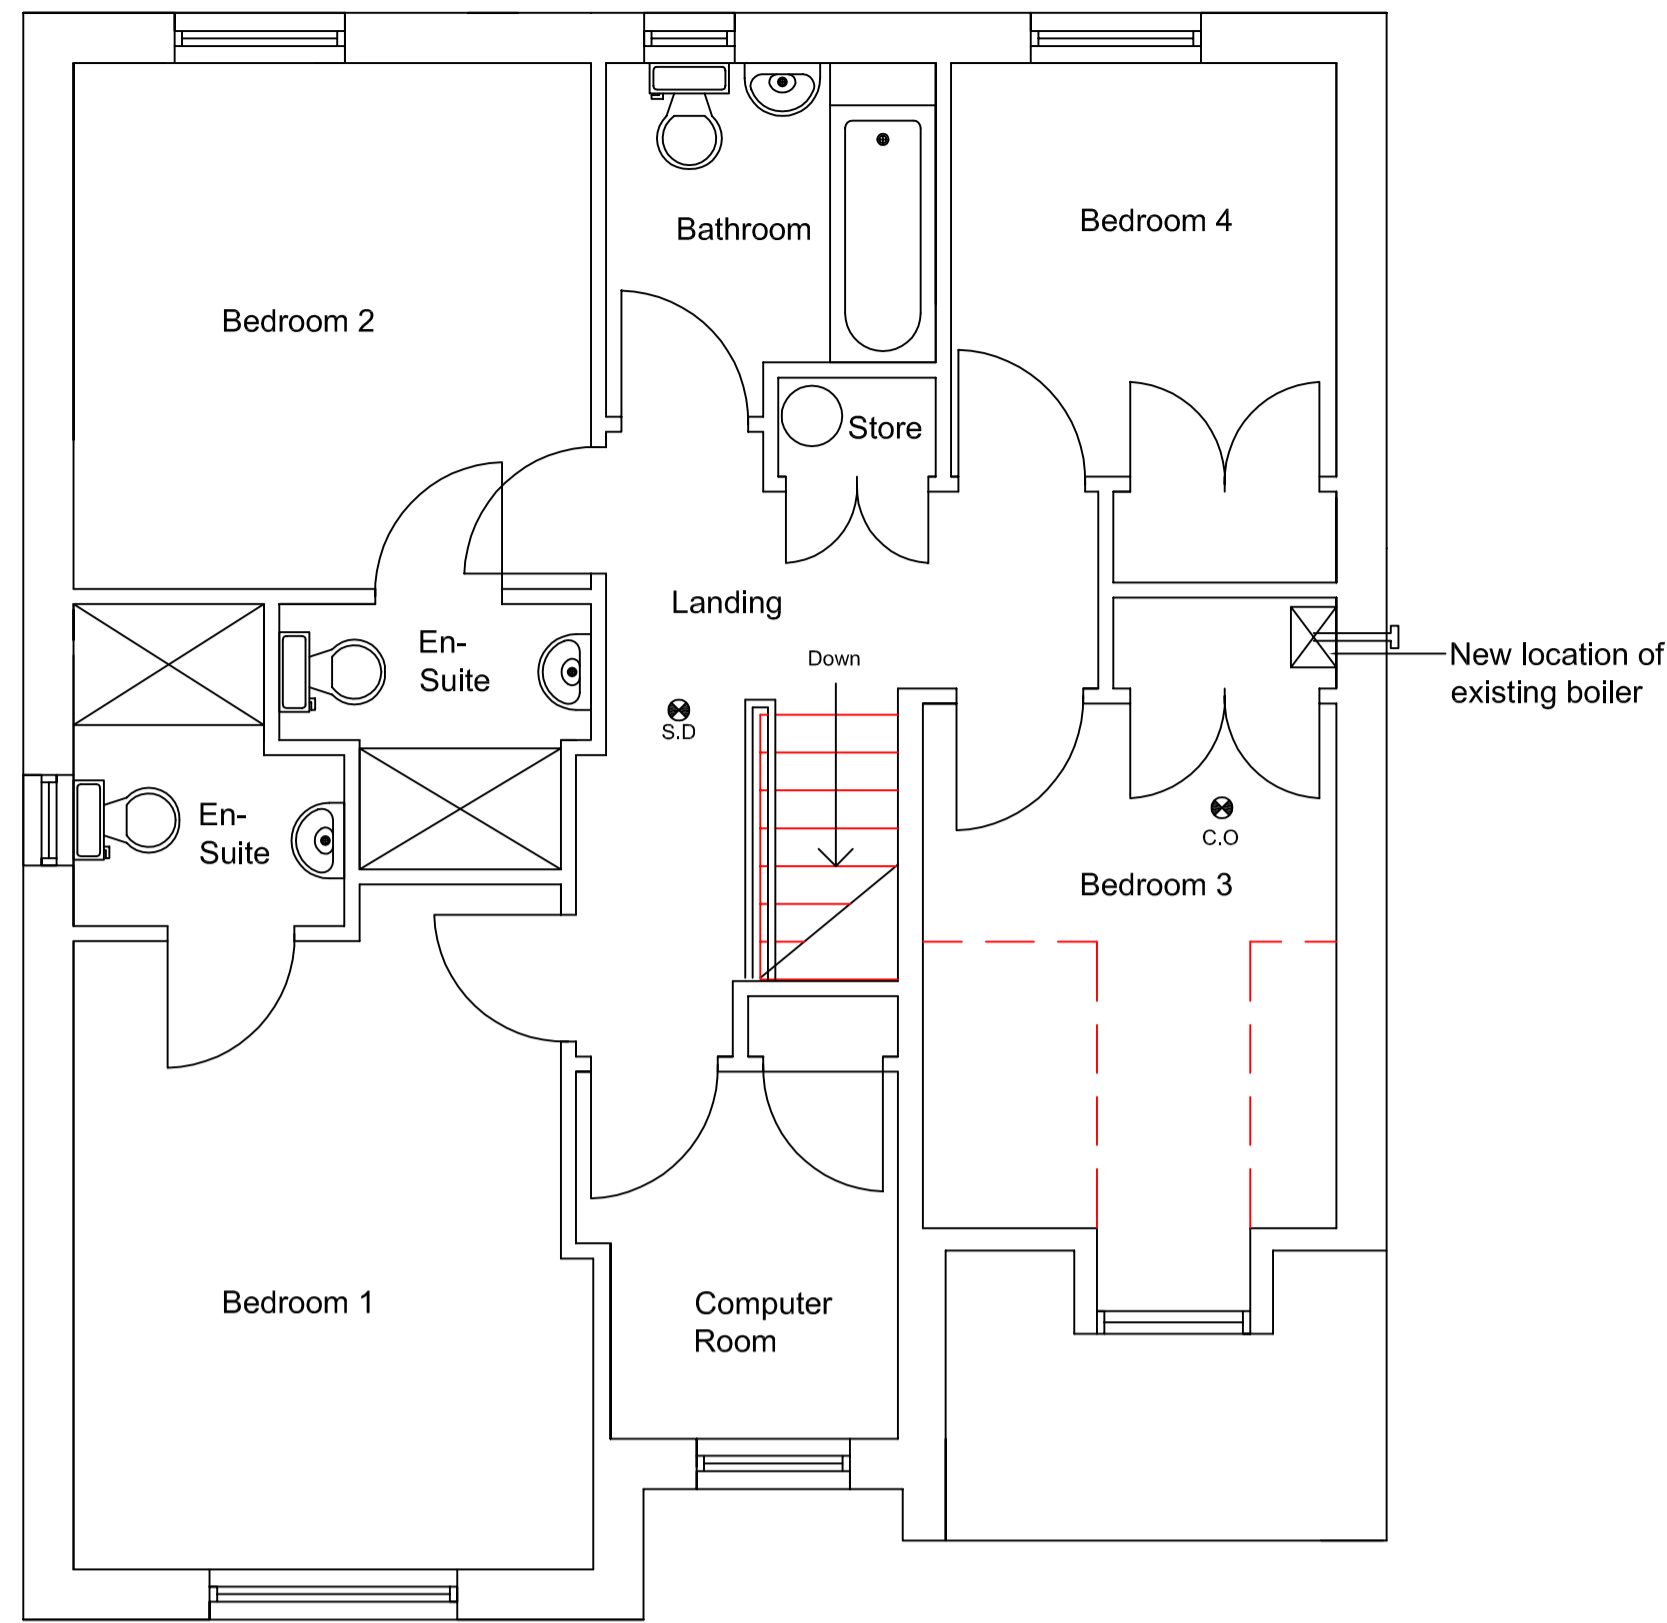 Bathroom
Bedroom 4
Bedroom 2
Store
Landing
En-
Suite
Down
New location of
existing boiler
S.D
En-
Suite
C.O
Bedroom 3
Bedroom 1
Computer
Room